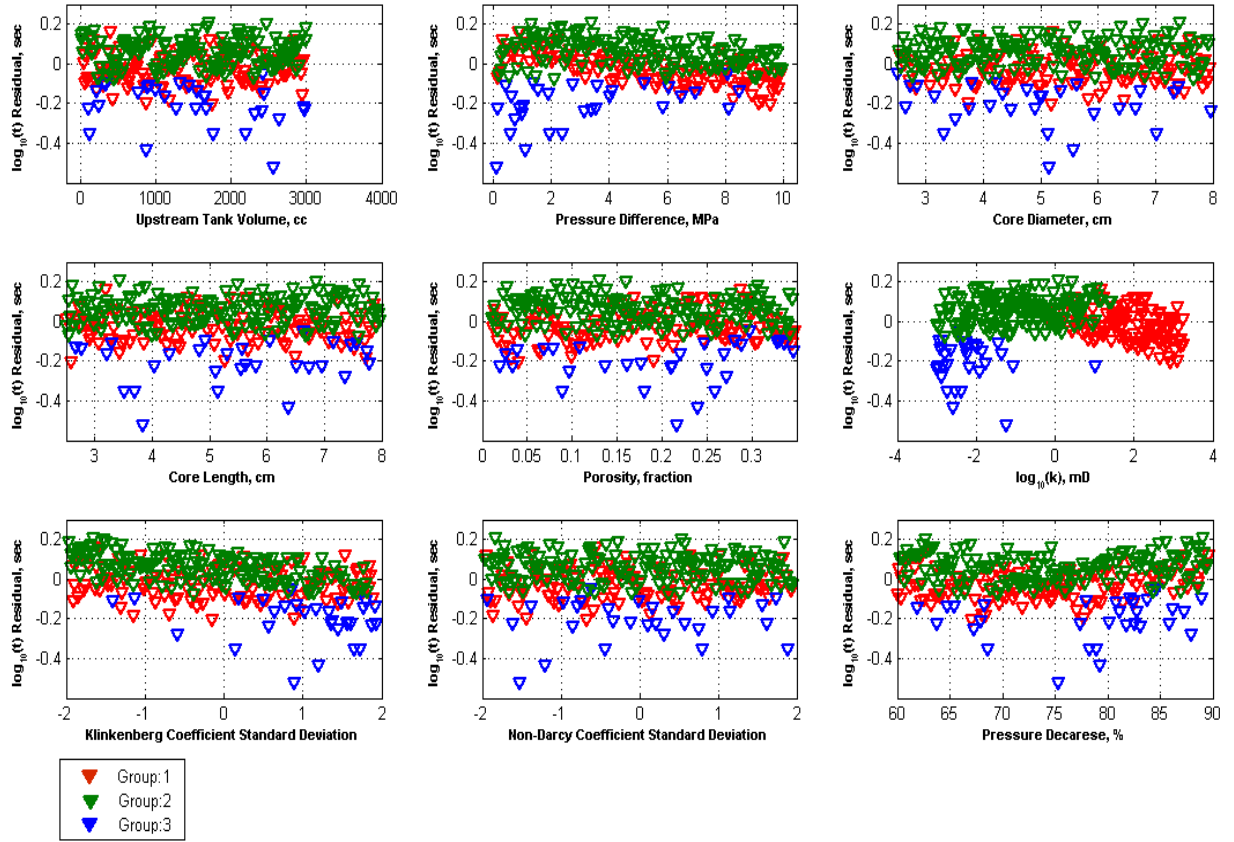 log₁₀(t) Residual, sec
0.2
0
-0.2
-0.4
0 1000 2000 3000 4000
Upstream Tank Volume, cc
log₁₀(t) Residual, sec
0.2
0
-0.2
-0.4
0 2 4 6 8 10
Pressure Difference, MPa
log₁₀(t) Residual, sec
0.2
0
-0.2
-0.4
3 4 5 6 7 8
Core Diameter, cm
log₁₀(t) Residual, sec
0.2
0
-0.2
-0.4
3 4 5 6 7 8
Core Length, cm
log₁₀(t) Residual, sec
0.2
0
-0.2
-0.4
0 0.05 0.1 0.15 0.2 0.25 0.3
Porosity, fraction
log₁₀(t) Residual, sec
0.2
0
-0.2
-0.4
-4 -2 0 2 4
log₁₀(k), mD
log₁₀(t) Residual, sec
0.2
0
-0.2
-0.4
-2 -1 0 1 2
Klinkenberg Coefficient Standard Deviation
log₁₀(t) Residual, sec
0.2
0
-0.2
-0.4
-2 -1 0 1 2
Non-Darcy Coefficient Standard Deviation
log₁₀(t) Residual, sec
0.2
0
-0.2
-0.4
60 65 70 75 80 85 90
Pressure Decarese, %
Group:1
Group:2
Group:3